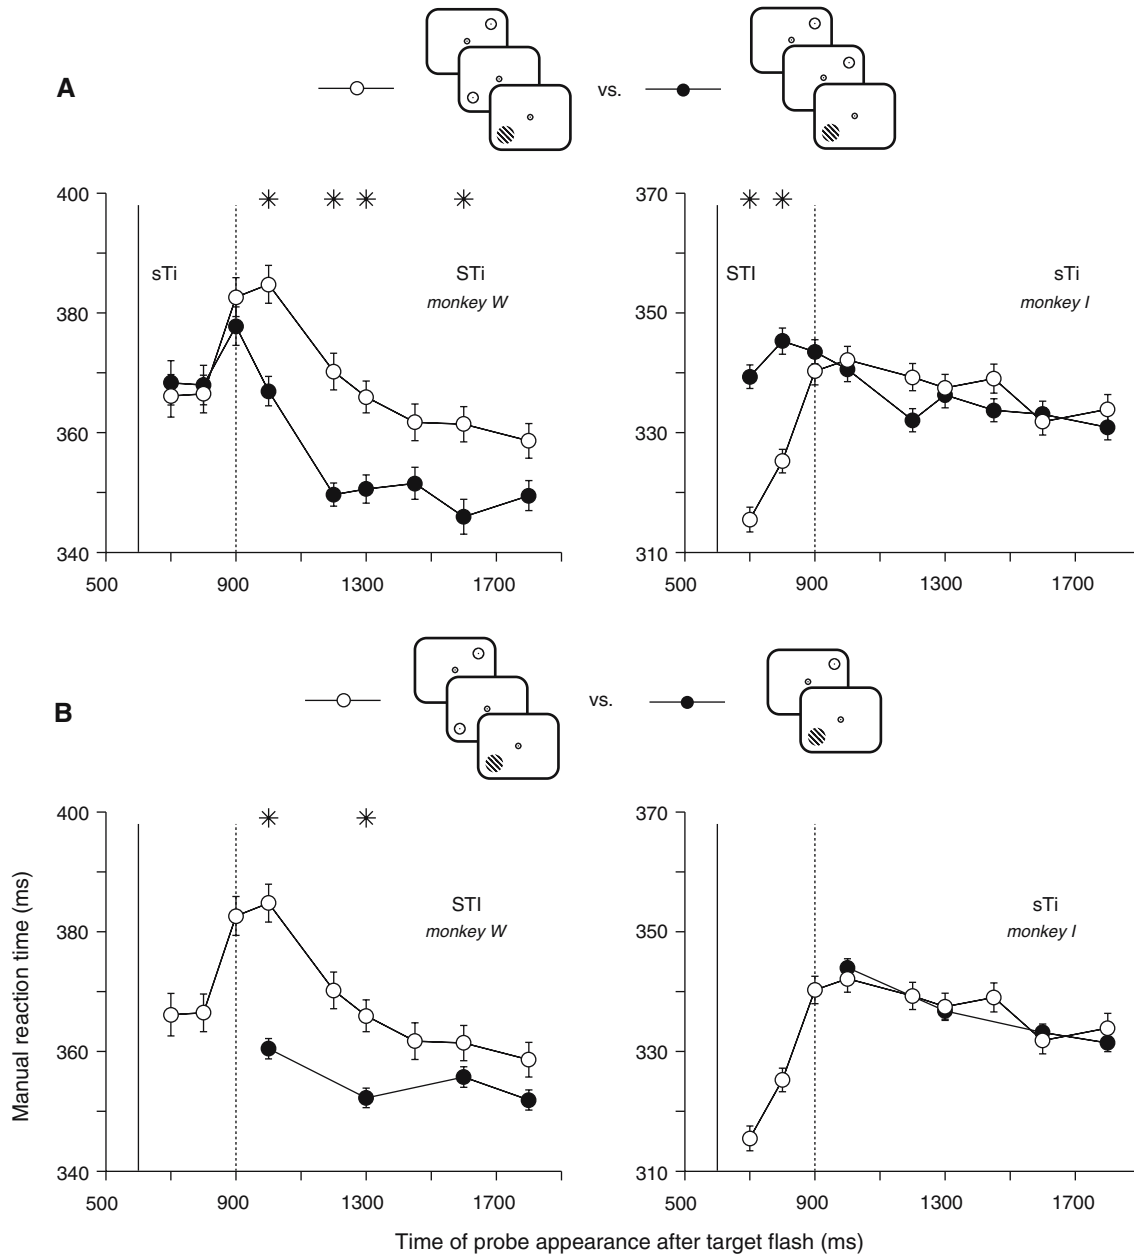 A
vs.
400
380
360
340
500
900
1300
1700
sTi
STi
monkey W
370
350
330
310
500
900
1300
1700
STI
sTi
monkey I
B
vs.
400
380
360
340
500
900
1300
1700
STI
monkey W
370
350
330
310
500
900
1300
1700
sTi
monkey I
Manual reaction time (ms)
Time of probe appearance after target flash (ms)